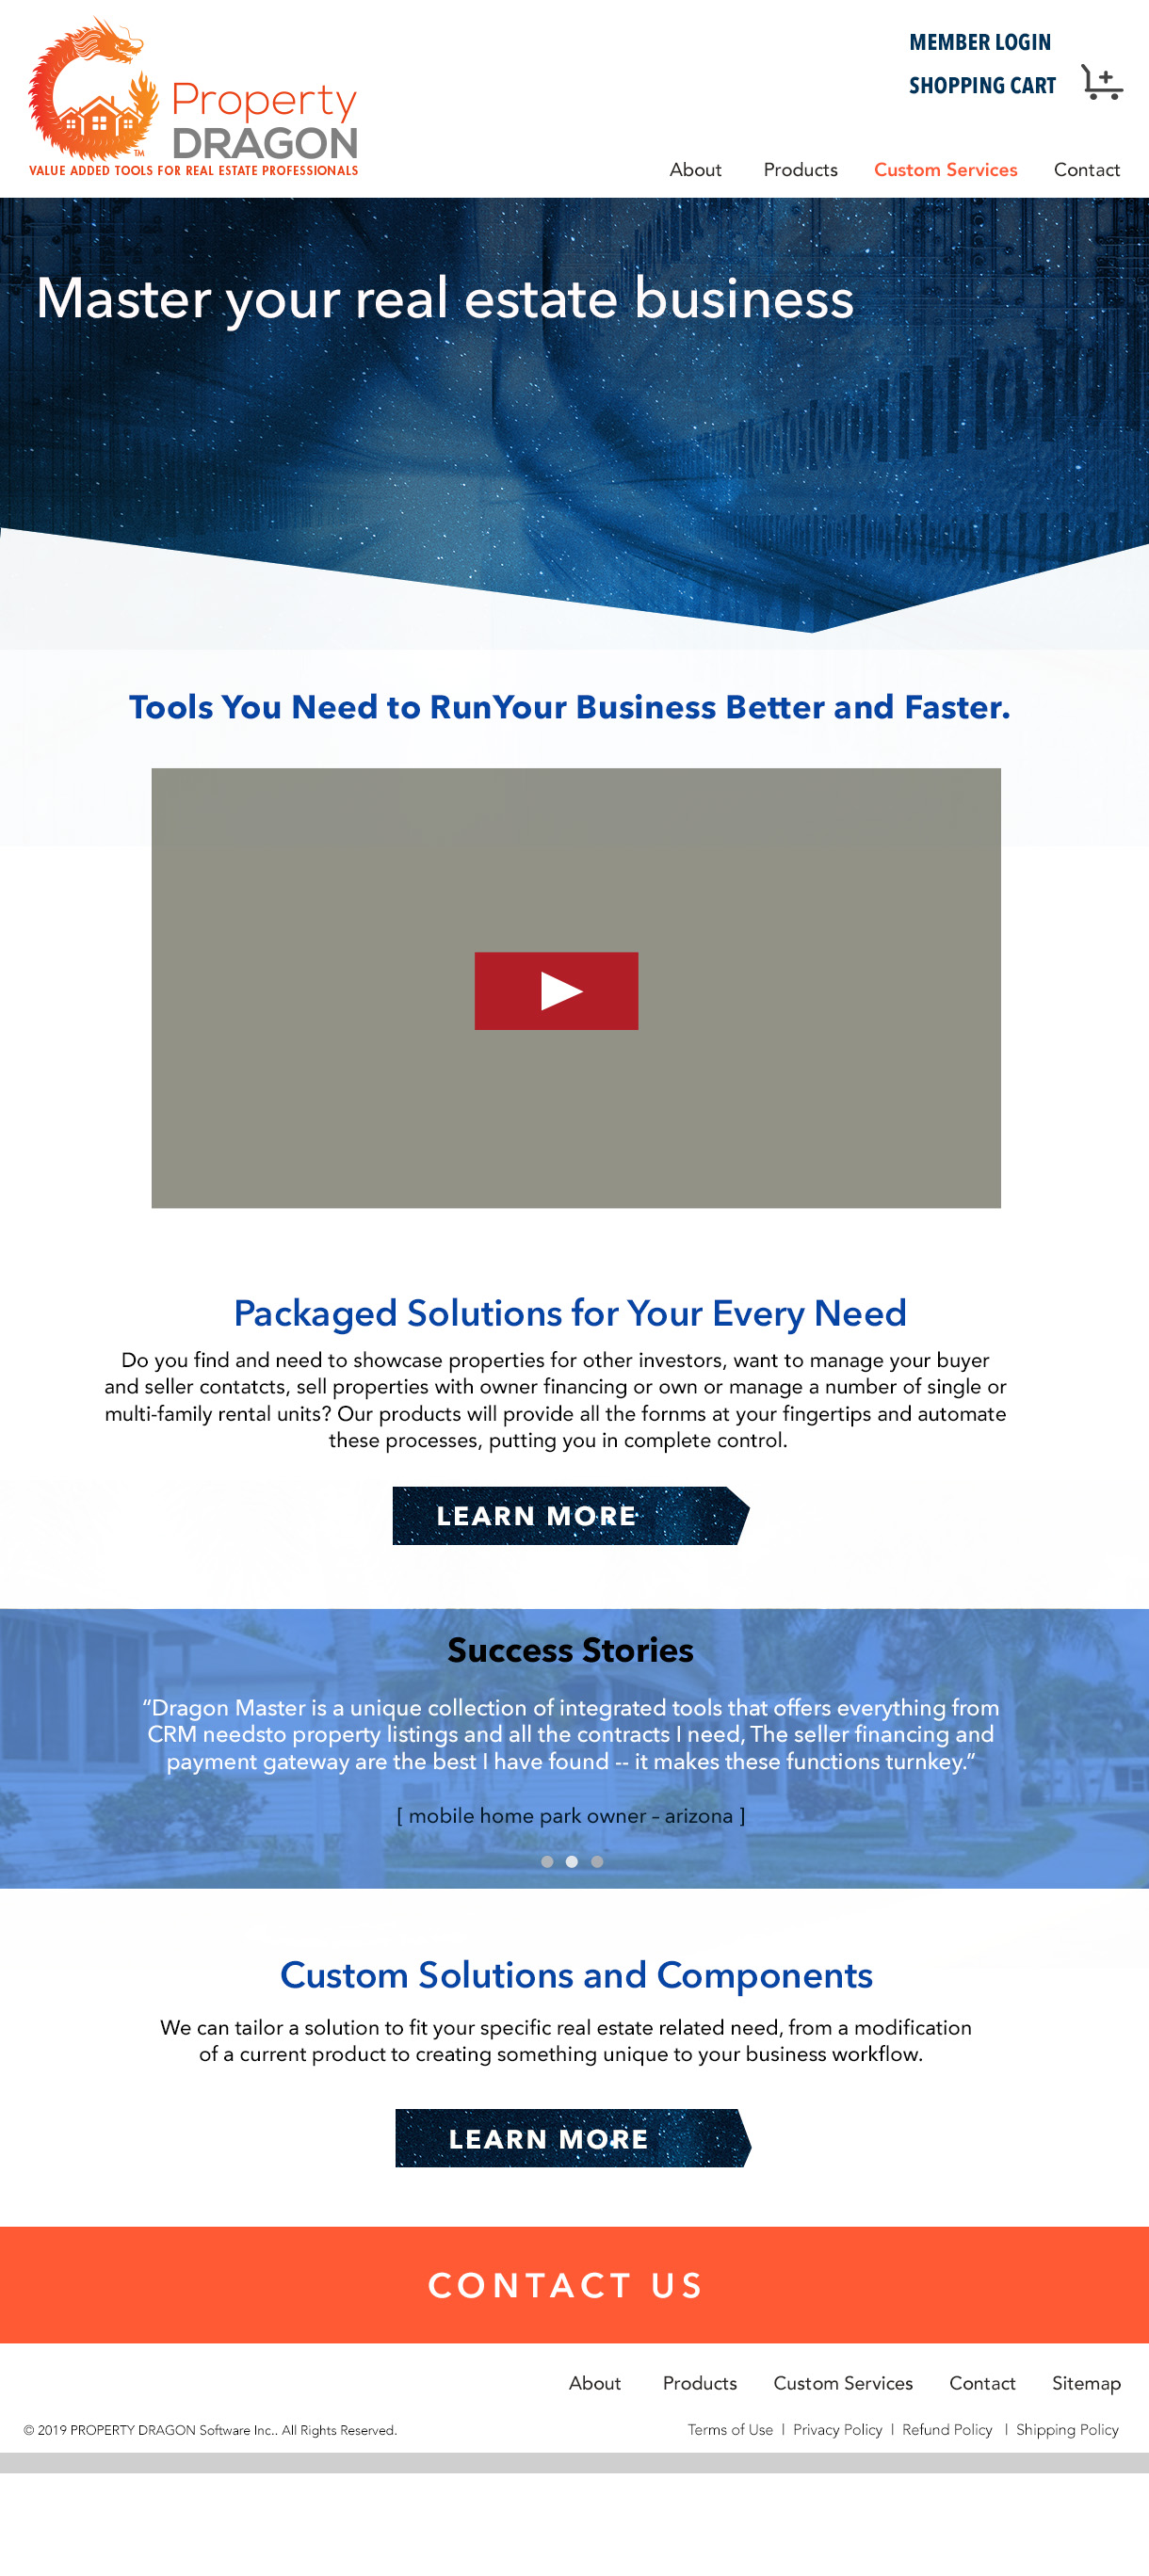 MEMBER LOGIN
SHOPPING CART
Property
DRAGON
TM
VALUE ADDED TOOLS FOR REAL ESTATE PROFESSIONALS
About Products Custom Services Contact
Master your real estate business
Tools You Need to RunYour Business Better and Faster.
Packaged Solutions for Your Every Need
Do you find and need to showcase properties for other investors, want to manage your buyer
and seller contatcts, sell properties with owner financing or own or manage a number of single or
multi-family rental units? Our products will provide all the fornms at your fingertips and automate
these processes, putting you in complete control.
LEARN MORE
Success Stories
“Dragon Master is a unique collection of integrated tools that offers everything from
CRM needsto property listings and all the contracts I need, The seller financing and
payment gateway are the best I have found -- it makes these functions turnkey.“
[ mobile home park owner – arizona ]
Custom Solutions and Components
We can tailor a solution to fit your specific real estate related need, from a modification
of a current product to creating something unique to your business workflow.
LEARN MORE
CONTACT US
About Products Custom Services Contact Sitemap
© 2019 PROPERTY DRAGON Software Inc.. All Rights Reserved.
Terms of Use | Privacy Policy | Refund Policy | Shipping Policy